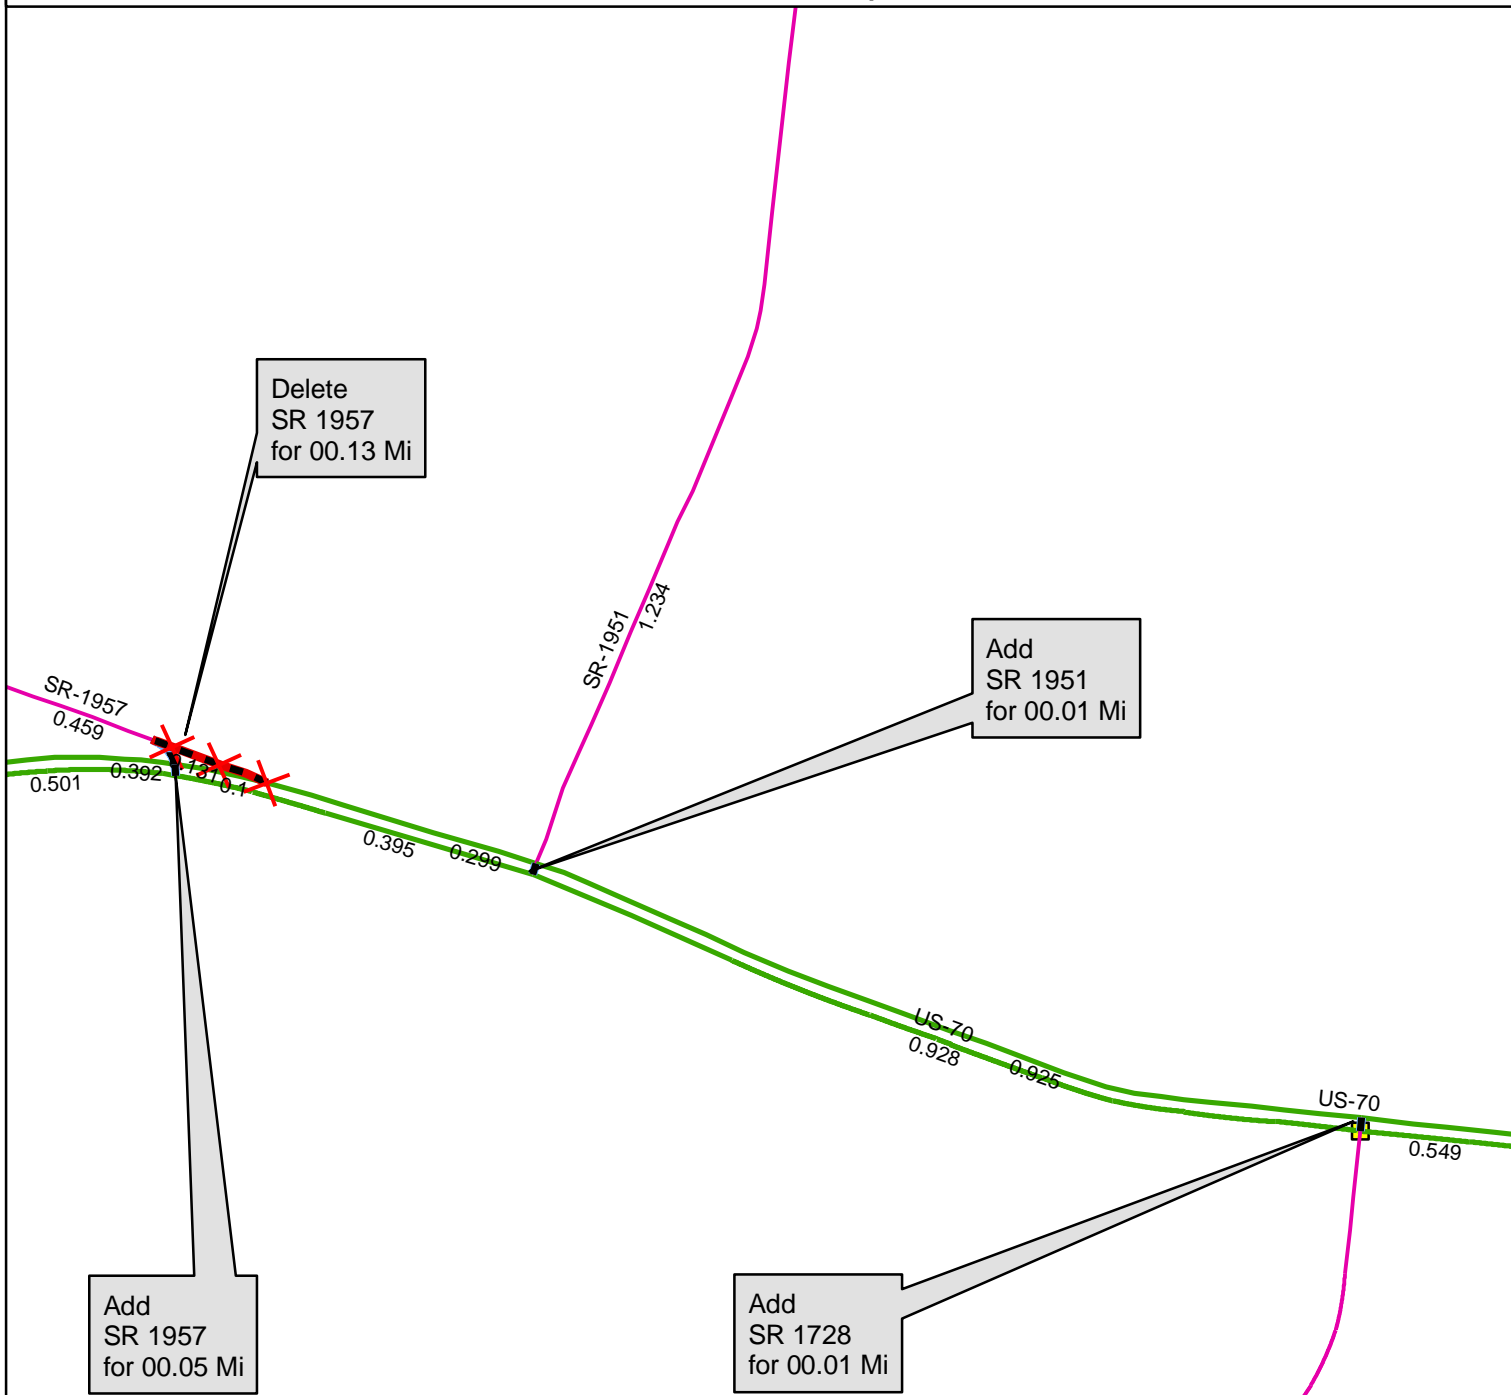 Delete
SR 1957
for 00.13 Mi
SR-1951
1.234
Add
SR 1951
for 00.01 Mi
SR-1957
0.459
0.501
0.392
0.1
0.395
0.299
US-70
0.928
0.925
US-70
0.549
Add
SR 1957
for 00.05 Mi
Add
SR 1728
for 00.01 Mi